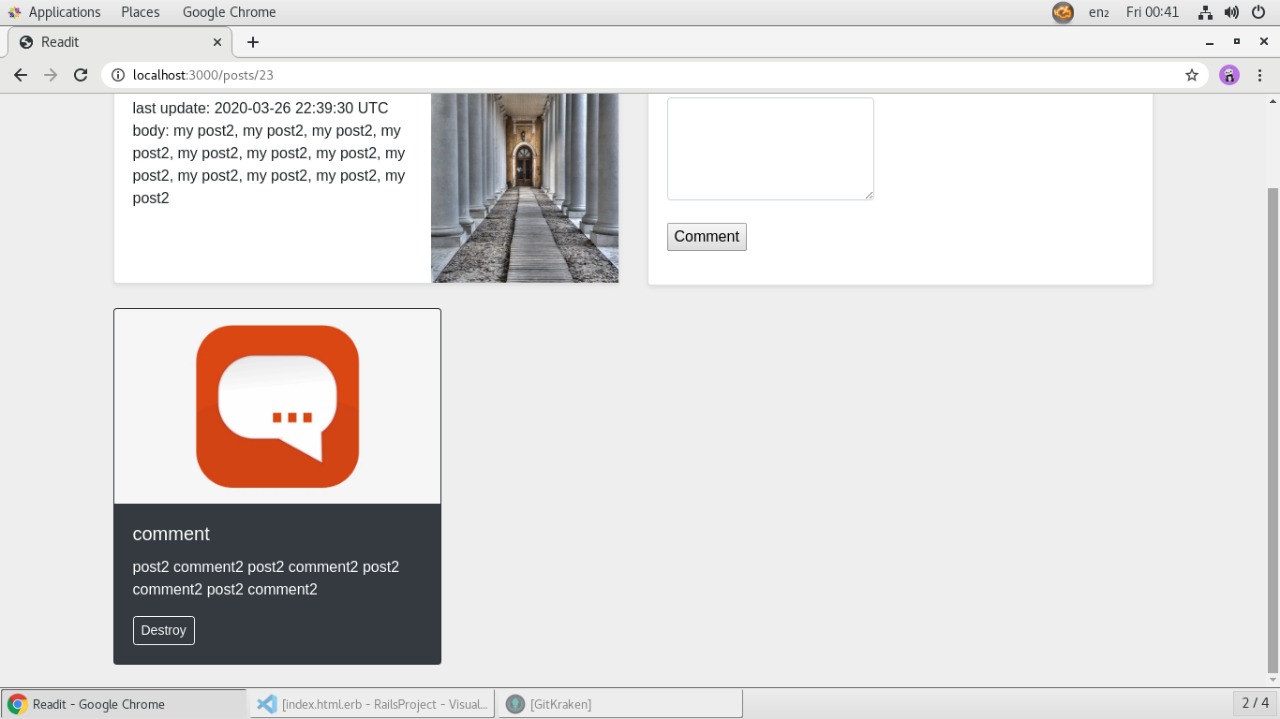 Applications Places Google Chrome en₂ Fri 00:41
Readit
localhost:3000/posts/23
last update: 2020-03-26 22:39:30 UTC
body: my post2, my post2, my post2, my
post2, my post2, my post2, my post2, my
post2, my post2, my post2, my post2, my
post2
Comment
comment
post2 comment2 post2 comment2 post2
comment2 post2 comment2
Destroy
Readit - Google Chrome [index.html.erb - RailsProject - Visual... [GitKraken] 2 / 4